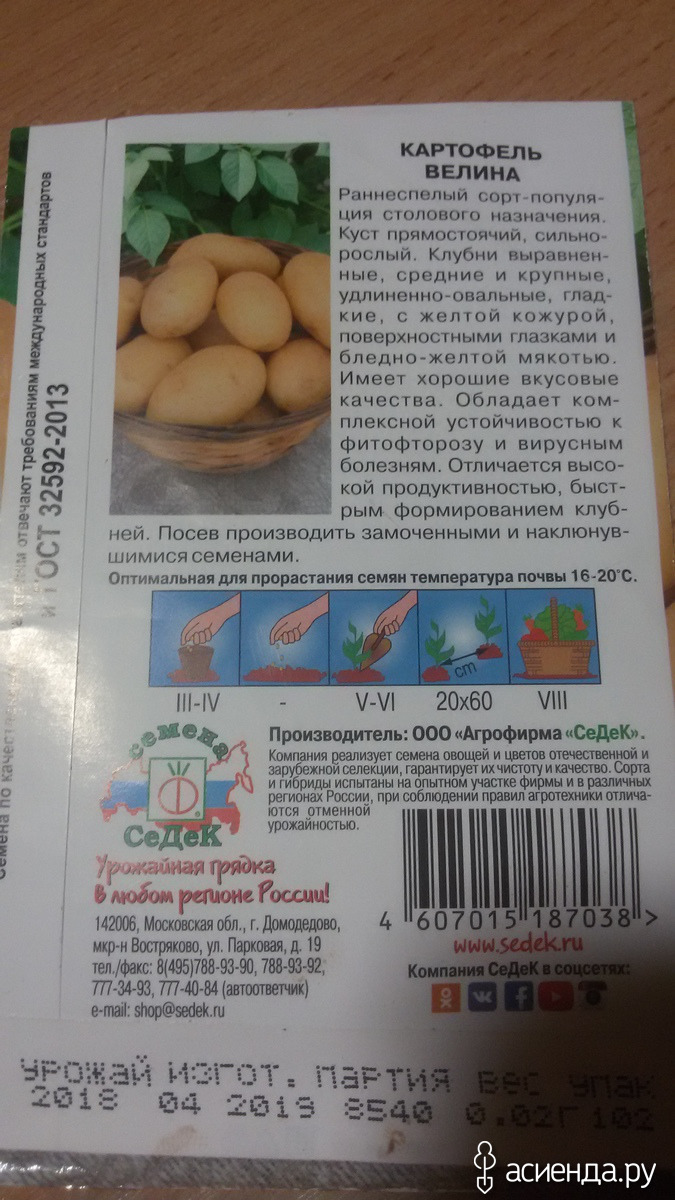 КАРТОФЕЛЬ
ВЕЛИНА
Раннеспелый сорт-популя-
ция столового назначения.
Куст прямостоячий, сильно-
рослый. Клубни выравнен-
ные, средние и крупные,
удлиненно-овальные, глад-
кие, с желтой кожурой,
поверхностными глазками и
бледно-желтой мякотью.
Имеет хорошие вкусовые
качества. Обладает ком-
плексной устойчивостью к
фитофторозу и вирусным
болезням. Отличается высо-
кой продуктивностью, быст-
рым формированием клуб-
ней. Посев производить замоченными и наклюнув-
шимися семенами.
Оптимальная для прорастания семян температура почвы 16-20°С.
cm
III-IV - V-VI 20х60 VIII
Производитель: ООО «Агрофирма «СеДеК».
Компания реализует семена овощей и цветов отечественной и
зарубежной селекции, гарантирует их чистоту и качество. Сорта
и гибриды испытаны на опытном участке фирмы и в различных
регионах России, при соблюдении правил агротехники отлича-
ются отменной
урожайностью.
семена
СеДеК
Урожайная грядка
в любом регионе России!
142006, Московская обл., г. Домодедово,
мкр-н Востряково, ул. Парковая, д. 19
тел./факс: 8(495)788-93-90, 788-93-92,
777-34-93, 777-40-84 (автоответчик)
e-mail: shop@sedek.ru
4 607015 187038 >
www.sedek.ru
Компания СеДеК в соцсетях:
Семена по качеству отвечают требованиям международных стандартов
и ГОСТ 32592-2013
УРОЖАЙ ИЗГОТ. ПАРТИЯ ВЕС УПАК
2018 04 2019 8540 0.02Г 102
асиенда.ру